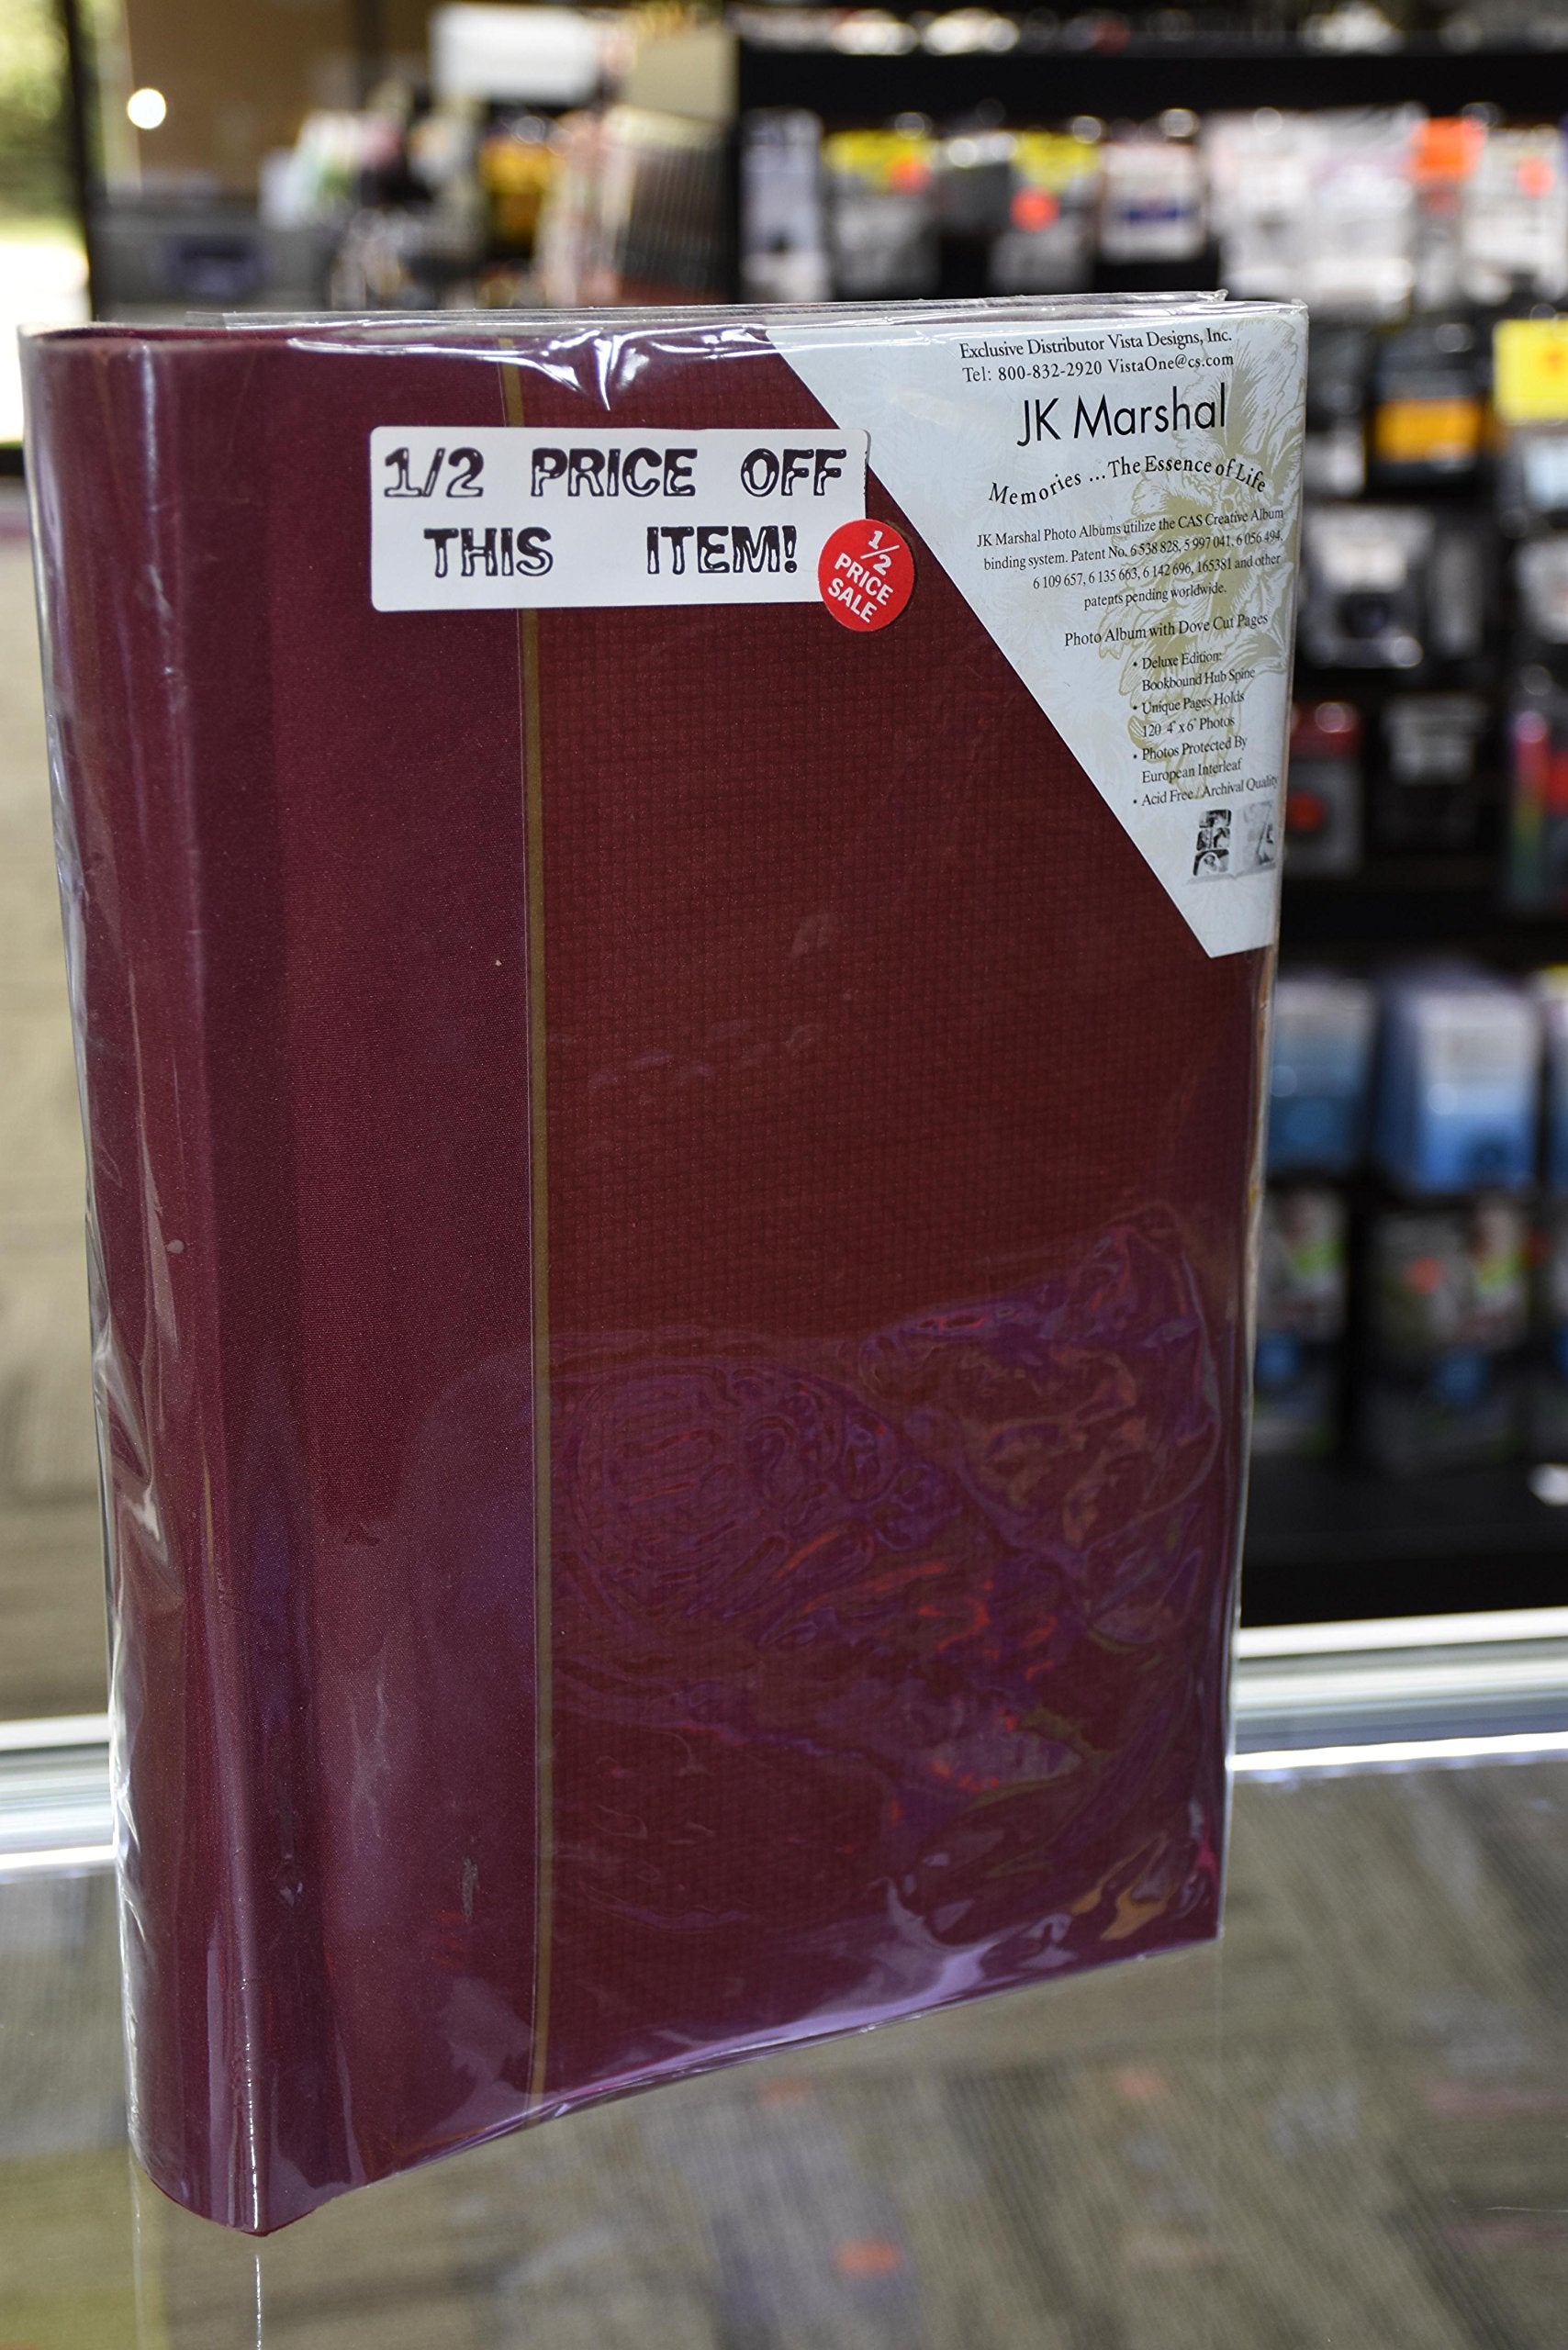 Exclusive Distributor Vista Designs, Inc.
Tel: 800-832-2920 VistaOne@cs.com
JK Marshal
Memories ... The Essence of Life
JK Marshal Photo Albums utilize the CAS Creative Album
binding system. Patent No. 6 538 828, 5 997 041, 6 056 494,
6 109 657, 6 135 663, 6 142 696, 165381 and other
patents pending worldwide.
Photo Album with Dove Cut Pages
• Deluxe Edition:
Bookbound Hub Spine
• Unique Pages Holds
120 4" x 6" Photos
• Photos Protected By
European Interleaf
• Acid Free / Archival Quality
1/2 PRICE OFF
THIS ITEM!
1/2
PRICE
SALE